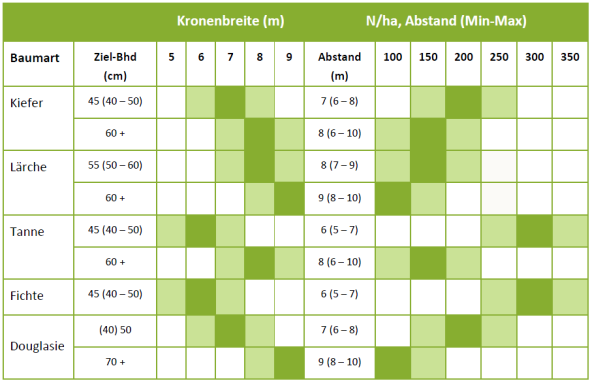 Kronenbreite (m) N/ha, Abstand (Min-Max)
Baumart Ziel-Bhd (cm) 5 6 7 8 9 Abstand (m) 100 150 200 250 300 350
Kiefer 45 (40 – 50) 7 (6 – 8)
60 + 8 (6 – 10)
Lärche 55 (50 – 60) 8 (7 – 9)
60 + 9 (8 – 10)
Tanne 45 (40 – 50) 6 (5 – 7)
60 + 8 (6 – 10)
Fichte 45 (40 – 50) 6 (5 – 7)
Douglasie (40) 50 7 (6 – 8)
70 + 9 (8 – 10)